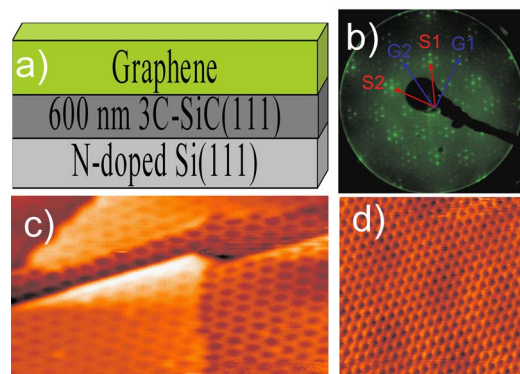 a)
Graphene
600 nm 3C-SiC(111)
N-doped Si(111)
b)
G2
S1
G1
S2
c)
d)